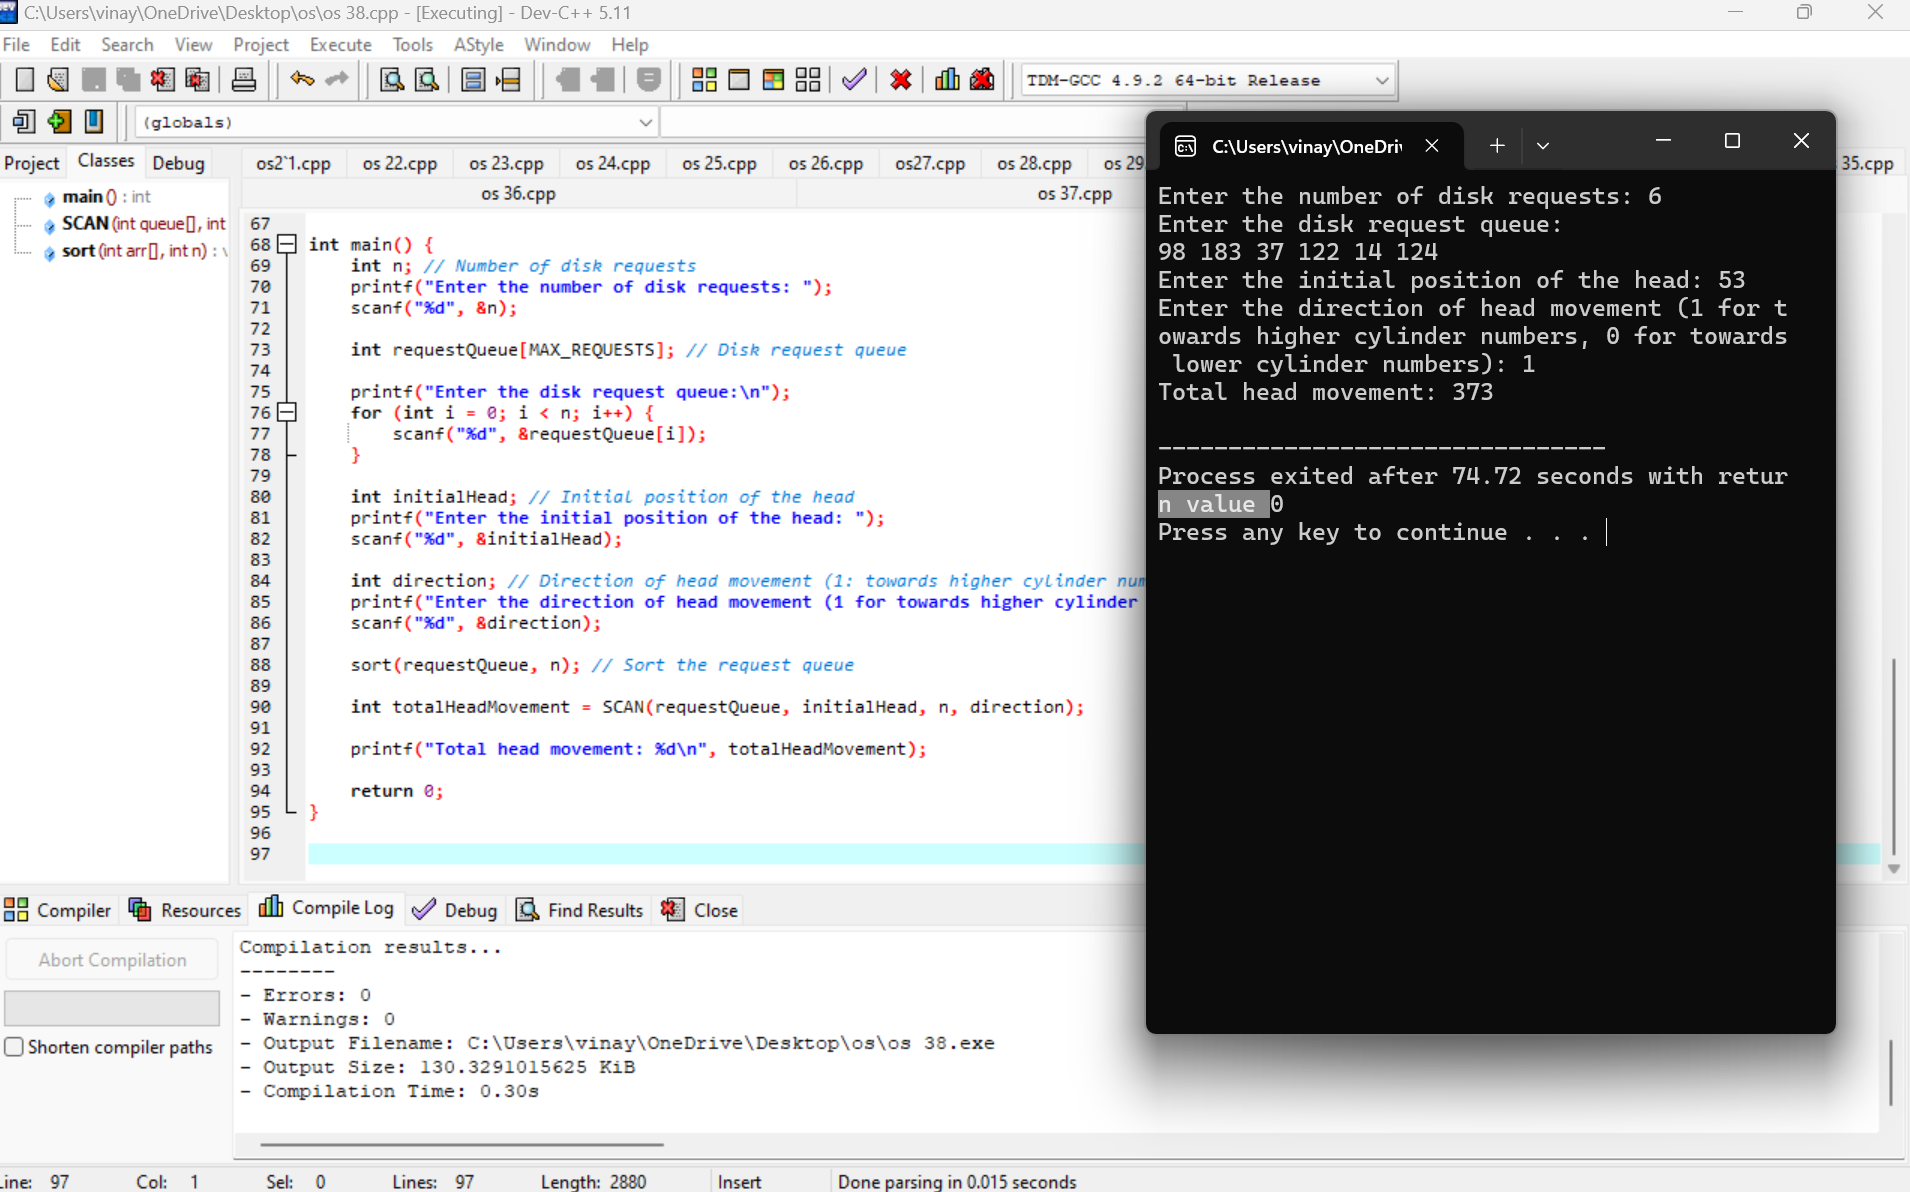 C:\Users\vinay\OneDrive\Desktop\os\os 38.cpp - [Executing] - Dev-C++ 5.11
File Edit Search View Project Execute Tools AStyle Window Help
TDM-GCC 4.9.2 64-bit Release
(globals)
Project Classes Debug
os2`1.cpp os 22.cpp os 23.cpp os 24.cpp os 25.cpp os 26.cpp os27.cpp os 28.cpp os 29 35.cpp
os 36.cpp os 37.cpp
main () : int
SCAN (int queue[], int
sort (int arr[], int n) :
67
68 int main() {
69 int n; // Number of disk requests
70 printf("Enter the number of disk requests: ");
71 scanf("%d", &n);
72
73 int requestQueue[MAX_REQUESTS]; // Disk request queue
74
75 printf("Enter the disk request queue:\n");
76 for (int i = 0; i < n; i++) {
77 scanf("%d", &requestQueue[i]);
78 }
79
80 int initialHead; // Initial position of the head
81 printf("Enter the initial position of the head: ");
82 scanf("%d", &initialHead);
83
84 int direction; // Direction of head movement (1: towards higher cylinder num
85 printf("Enter the direction of head movement (1 for towards higher cylinder
86 scanf("%d", &direction);
87
88 sort(requestQueue, n); // Sort the request queue
89
90 int totalHeadMovement = SCAN(requestQueue, initialHead, n, direction);
91
92 printf("Total head movement: %d\n", totalHeadMovement);
93
94 return 0;
95 }
96
97
C:\Users\vinay\OneDri
Enter the number of disk requests: 6
Enter the disk request queue:
98 183 37 122 14 124
Enter the initial position of the head: 53
Enter the direction of head movement (1 for t
owards higher cylinder numbers, 0 for towards
lower cylinder numbers): 1
Total head movement: 373
--------------------------------
Process exited after 74.72 seconds with retur
n value 0
Press any key to continue . . .
Compiler Resources Compile Log Debug Find Results Close
Abort Compilation
Shorten compiler paths
Compilation results...
--------
- Errors: 0
- Warnings: 0
- Output Filename: C:\Users\vinay\OneDrive\Desktop\os\os 38.exe
- Output Size: 130.3291015625 KiB
- Compilation Time: 0.30s
Line: 97 Col: 1 Sel: 0 Lines: 97 Length: 2880 Insert Done parsing in 0.015 seconds